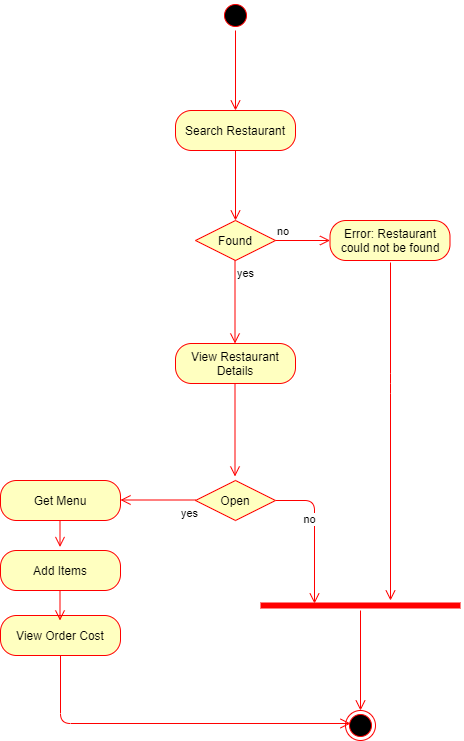 Search Restaurant
Found
no
Error: Restaurant
could not be found
yes
View Restaurant
Details
Get Menu
yes
Open
no
Add Items
View Order Cost